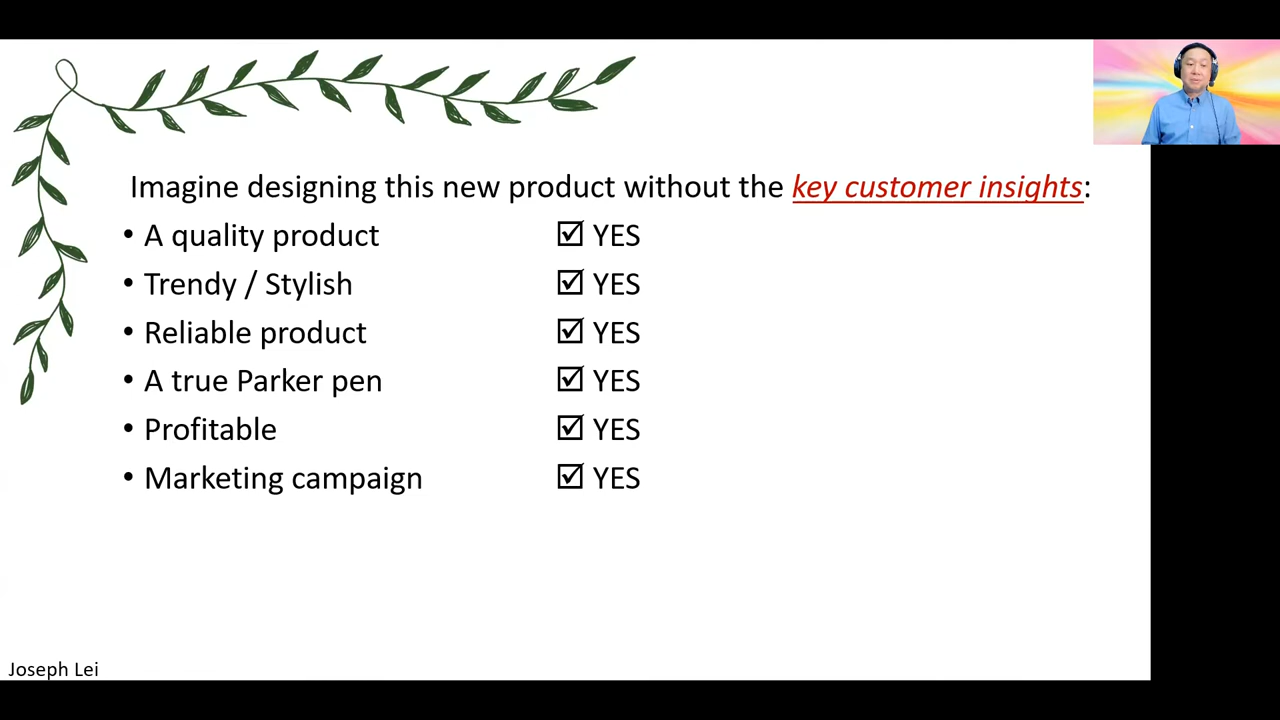 Imagine designing this new product without the key customer insights:
• A quality product ☑ YES
• Trendy / Stylish ☑ YES
• Reliable product ☑ YES
• A true Parker pen ☑ YES
• Profitable ☑ YES
• Marketing campaign ☑ YES
Joseph Lei